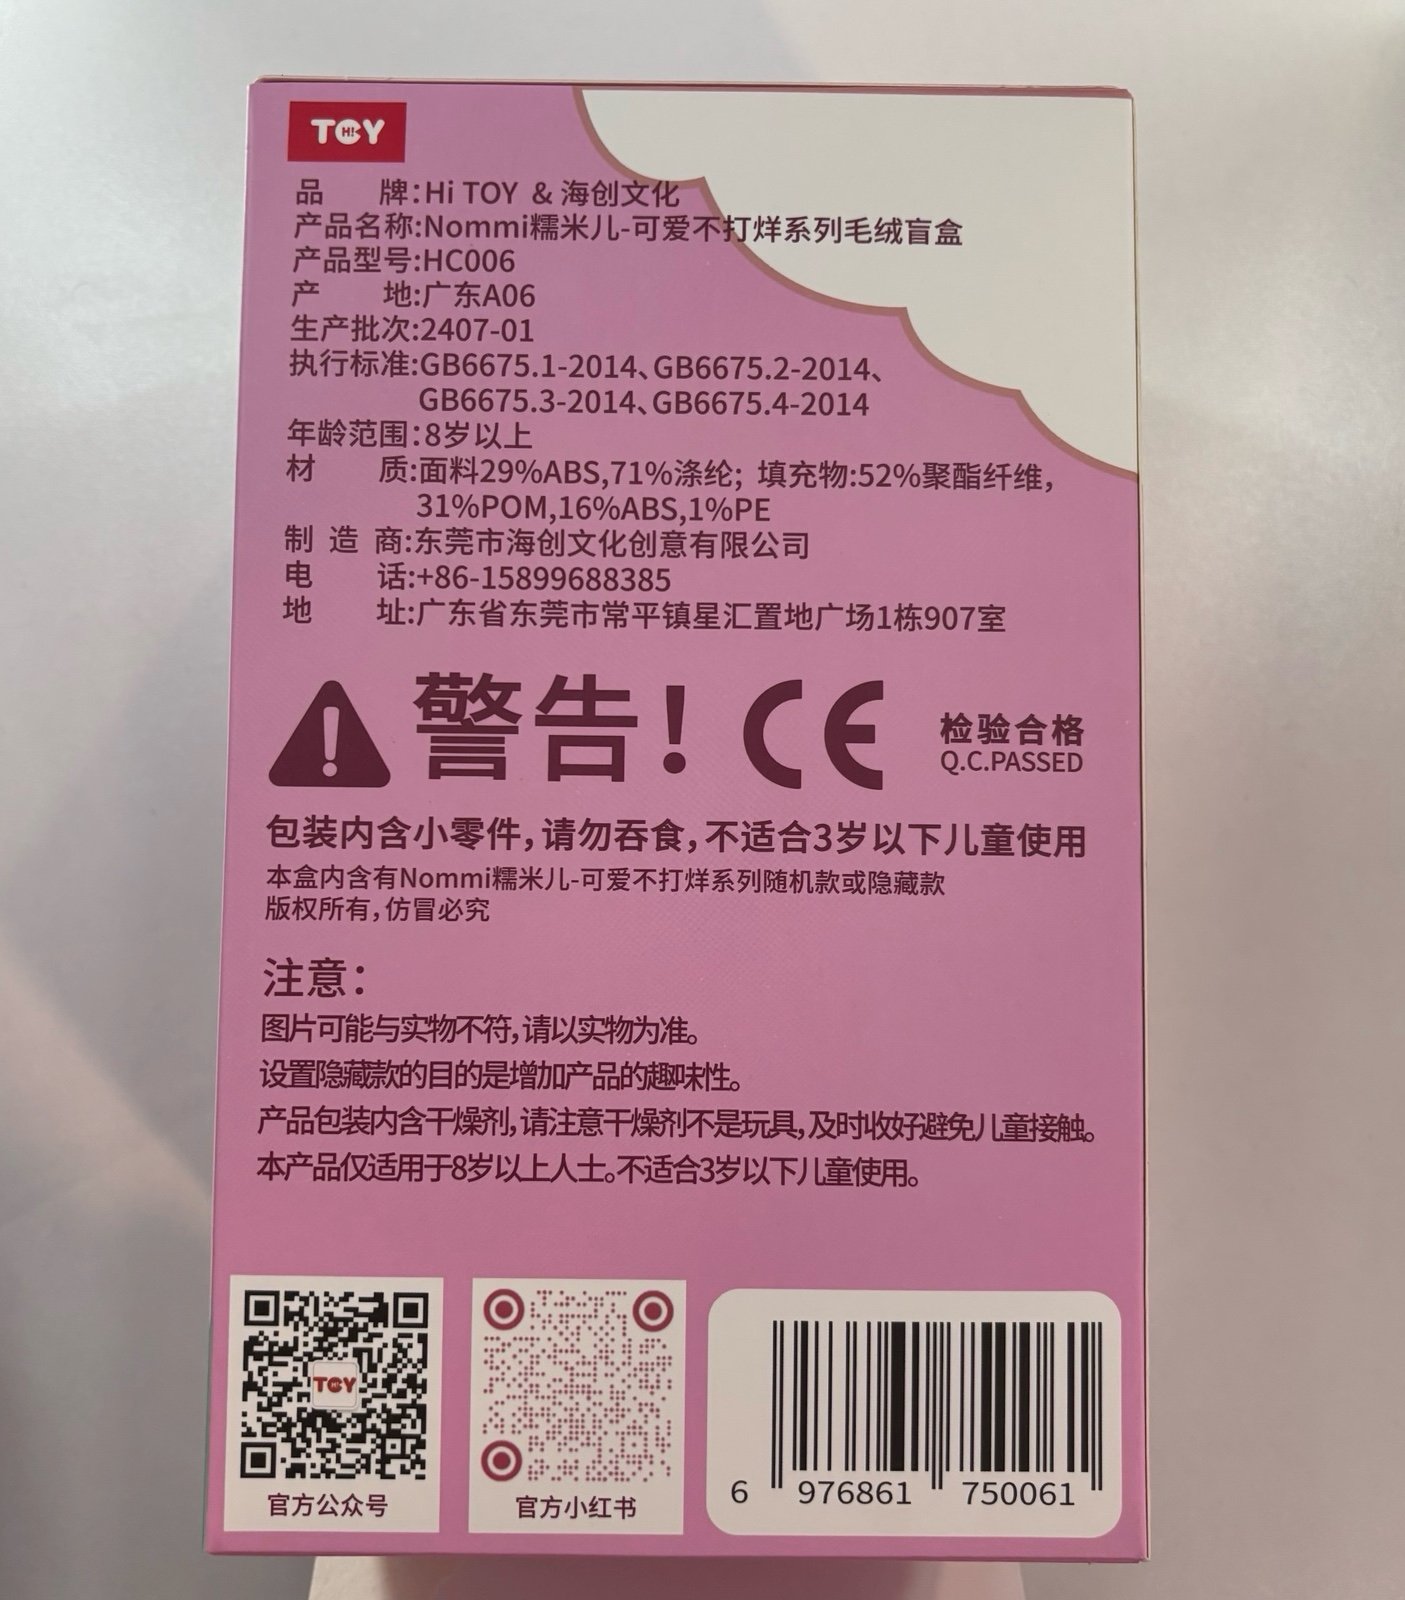 TOY
Hi
品 牌:Hi TOY & 海创文化
产品名称:Nommi糯米儿-可爱不打烊系列毛绒盲盒
产品型号:HC006
产 地:广东A06
生产批次:2407-01
执行标准:GB6675.1-2014、GB6675.2-2014、
GB6675.3-2014、GB6675.4-2014
年龄范围:8岁以上
材 质:面料29%ABS,71%涤纶; 填充物:52%聚酯纤维,
31%POM,16%ABS,1%PE
制 造 商:东莞市海创文化创意有限公司
电 话:+86-15899688385
地 址:广东省东莞市常平镇星汇置地广场1栋907室
警告! CE 检验合格
Q.C.PASSED
包装内含小零件,请勿吞食,不适合3岁以下儿童使用
本盒内含有Nommi糯米儿-可爱不打烊系列随机款或隐藏款
版权所有,仿冒必究
注意:
图片可能与实物不符,请以实物为准。
设置隐藏款的目的是增加产品的趣味性。
产品包装内含干燥剂,请注意干燥剂不是玩具,及时收好避免儿童接触。
本产品仅适用于8岁以上人士。不适合3岁以下儿童使用。
TOY
官方公众号
官方小红书
6 976861 750061